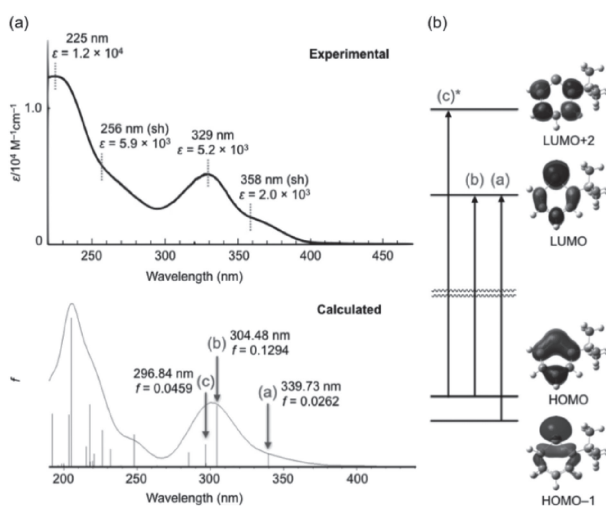 (a)
225 nm
ε = 1.2 × 10⁴
Experimental
256 nm (sh)
ε = 5.9 × 10³
329 nm
ε = 5.2 × 10³
358 nm (sh)
ε = 2.0 × 10³
ε/10⁴ M⁻¹cm⁻¹
1.0
0
250 300 350 400 450
Wavelength (nm)
Calculated
(b)
304.48 nm
f = 0.1294
296.84 nm
f = 0.0459
(c)
(a)
339.73 nm
f = 0.0262
f
200 250 300 350 400
Wavelength (nm)
(b)
(c)*
LUMO+2
(b) (a)
LUMO
HOMO
HOMO–1